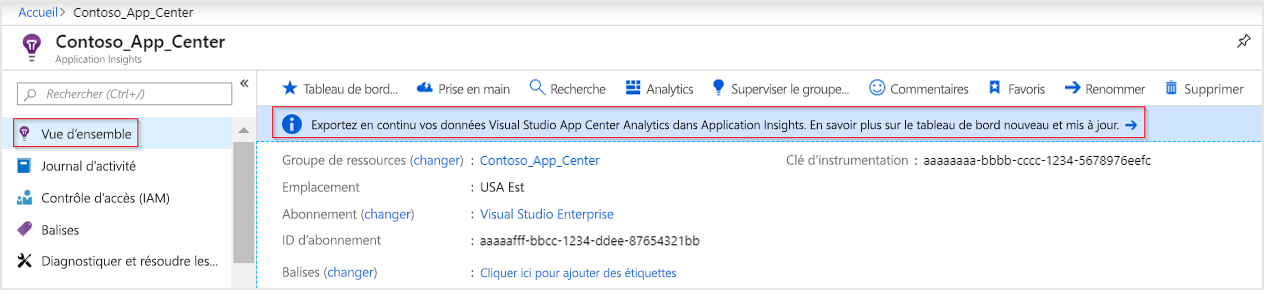 Accueil> Contoso_App_Center
Contoso_App_Center
Application Insights
Rechercher (Ctrl+/)
«
Vue d'ensemble
Journal d'activité
Contrôle d'accès (IAM)
Balises
Diagnostiquer et résoudre les...
Tableau de bord... Prise en main Recherche Analytics Superviser le groupe... Commentaires Favoris Renommer Supprimer
Exportez en continu vos données Visual Studio App Center Analytics dans Application Insights. En savoir plus sur le tableau de bord nouveau et mis à jour. →
Groupe de ressources (changer) : Contoso_App_Center Clé d'instrumentation : aaaaaaaa-bbbb-cccc-1234-5678976eefc
Emplacement : USA Est
Abonnement (changer) : Visual Studio Enterprise
ID d'abonnement : aaaaafff-bbcc-1234-ddee-87654321bb
Balises (changer) : Cliquer ici pour ajouter des étiquettes